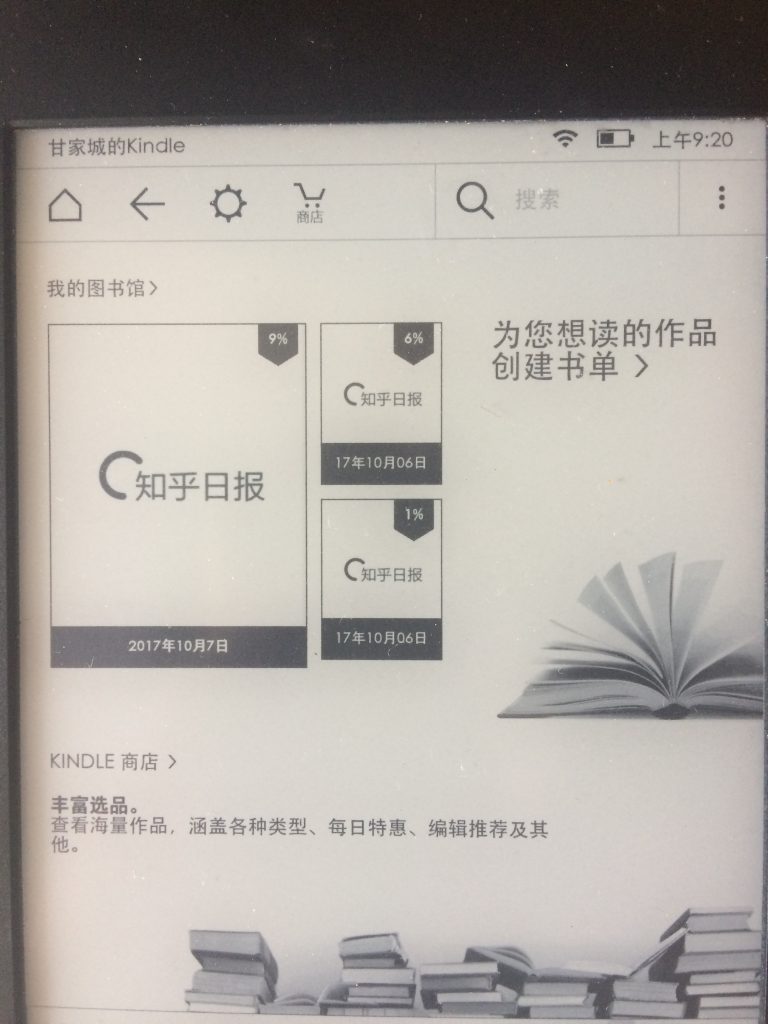 甘家城的Kindle
上午9:20
商店
搜索
我的图书馆
9%
知乎日报
2017年10月7日
6%
知乎日报
17年10月06日
1%
知乎日报
17年10月06日
为您想读的作品
创建书单
KINDLE 商店
丰富选品。
查看海量作品，涵盖各种类型、每日特惠、编辑推荐及其
他。